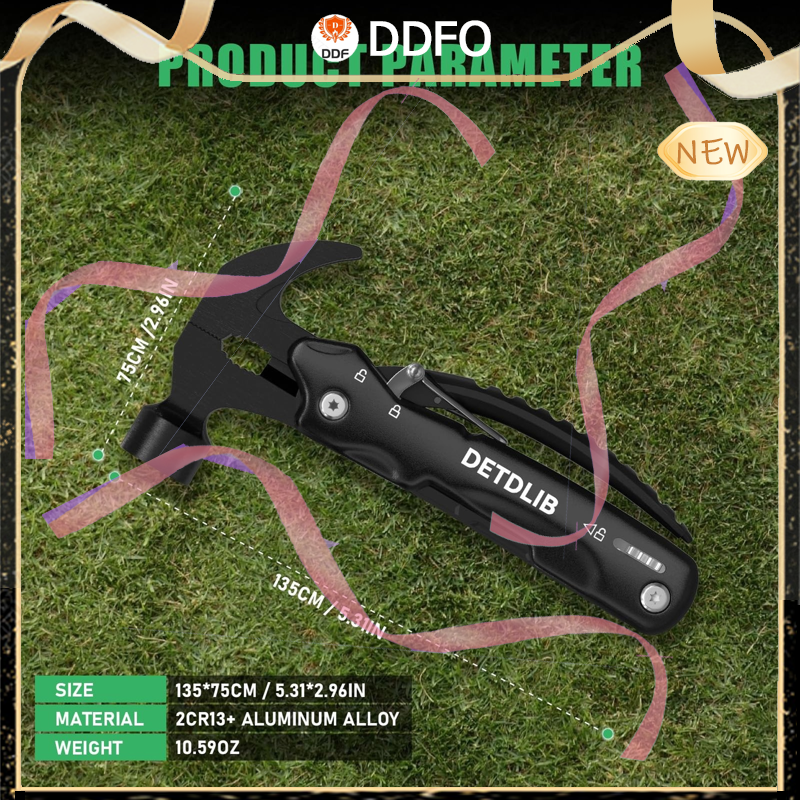 DDF
DDFO
PRODUCT PARAMETER
NEW
75CM /2.96IN
DETDLIB
135CM / 5.31IN
SIZE 135*75CM / 5.31*2.96IN
MATERIAL 2CR13+ ALUMINUM ALLOY
WEIGHT 10.59OZ